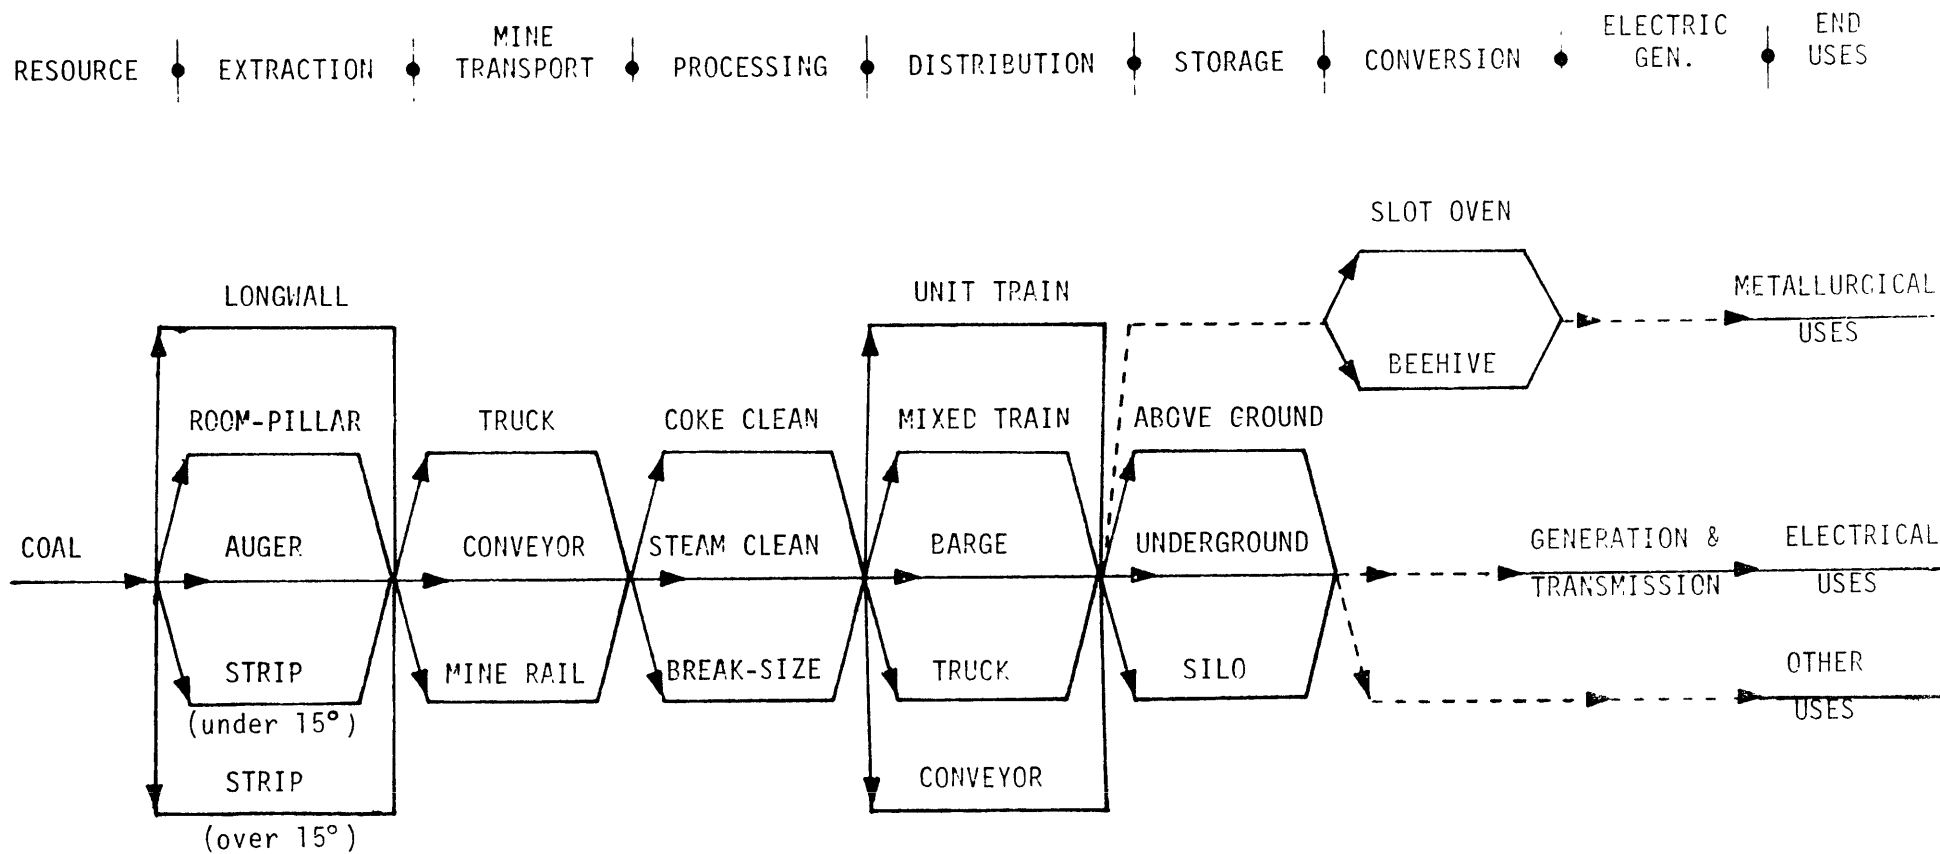 RESOURCE
EXTRACTION
MINE
TRANSPORT
PROCESSING
DISTRIBUTION
STORAGE
CONVERSION
ELECTRIC
GEN.
END
USES
SLOT OVEN
BEEHIVE
METALLURGICAL
USES
LONGWALL
UNIT TRAIN
ROOM-PILLAR
TRUCK
COKE CLEAN
MIXED TRAIN
ABOVE GROUND
COAL
AUGER
CONVEYOR
STEAM CLEAN
BARGE
UNDERGROUND
GENERATION &
TRANSMISSION
ELECTRICAL
USES
STRIP
(under 15°)
MINE RAIL
BREAK-SIZE
TRUCK
SILO
OTHER
USES
STRIP
(over 15°)
CONVEYOR